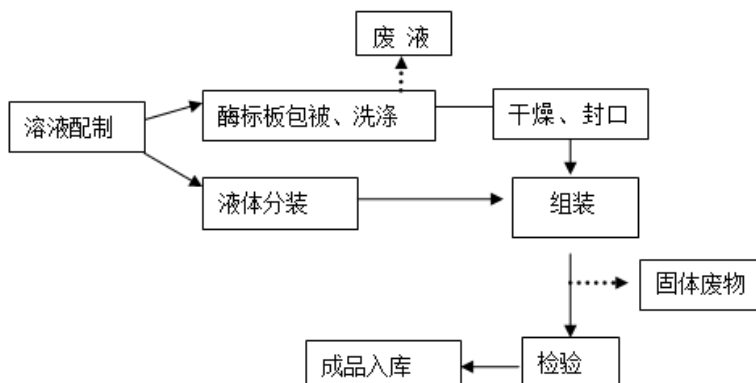 废 液
溶液配制
酶标板包被、洗涤
干燥、封口
液体分装
组装
固体废物
成品入库
检验